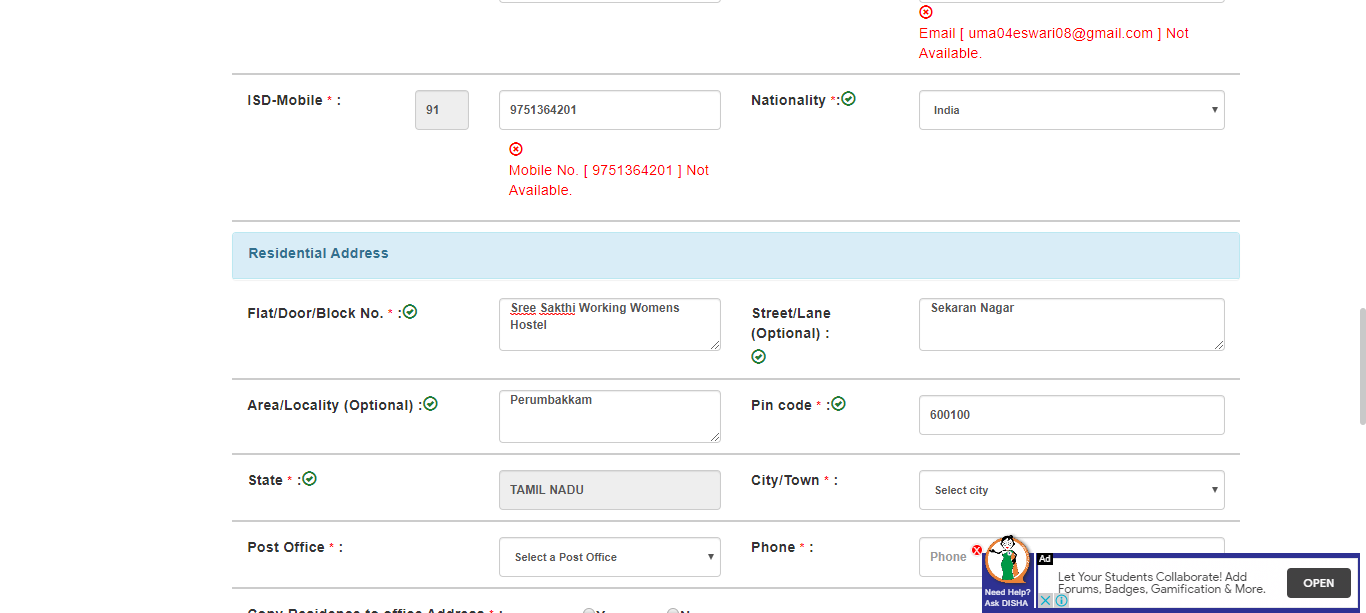 Email [ uma04eswari08@gmail.com ] Not
Available.
ISD-Mobile * :
91
9751364201
Nationality *:
India
Mobile No. [ 9751364201 ] Not
Available.
Residential Address
Flat/Door/Block No. * :
Sree Sakthi Working Womens
Hostel
Street/Lane
(Optional) :
Sekaran Nagar
Area/Locality (Optional) :
Perumbakkam
Pin code * :
600100
State * :
TAMIL NADU
City/Town * :
Select city
Post Office * :
Select a Post Office
Phone * :
Phone
Need Help?
Ask DISHA
Ad
Let Your Students Collaborate! Add
Forums, Badges, Gamification & More.
OPEN
Copy Residence to office Address * :